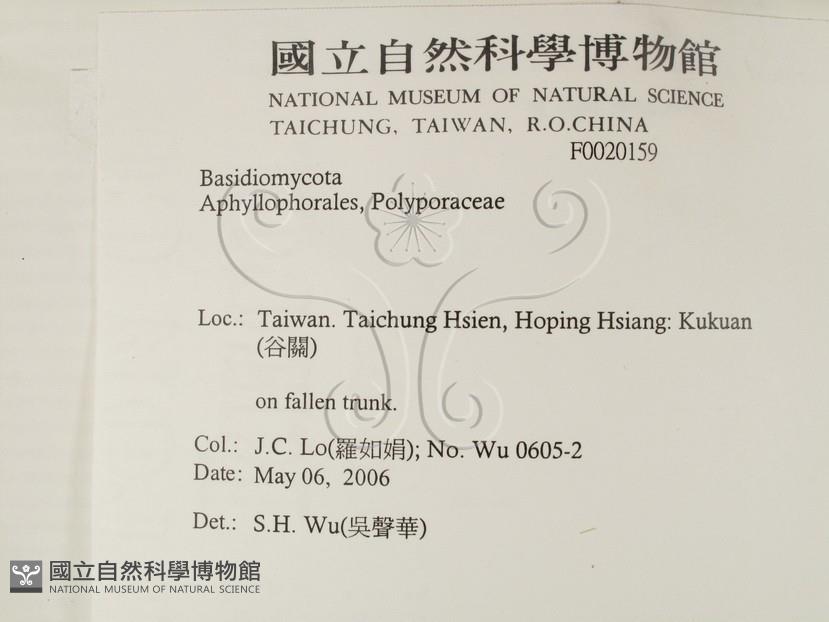 國立自然科學博物館
NATIONAL MUSEUM OF NATURAL SCIENCE
TAICHUNG, TAIWAN, R.O.CHINA
F0020159
Basidiomycota
Aphyllophorales, Polyporaceae
Loc.: Taiwan. Taichung Hsien, Hoping Hsiang: Kukuan
(谷關)
on fallen trunk.
Col.: J.C. Lo(羅如娟); No. Wu 0605-2
Date: May 06, 2006
Det.: S.H. Wu(吳聲華)
國立自然科學博物館
NATIONAL MUSEUM OF NATURAL SCIENCE